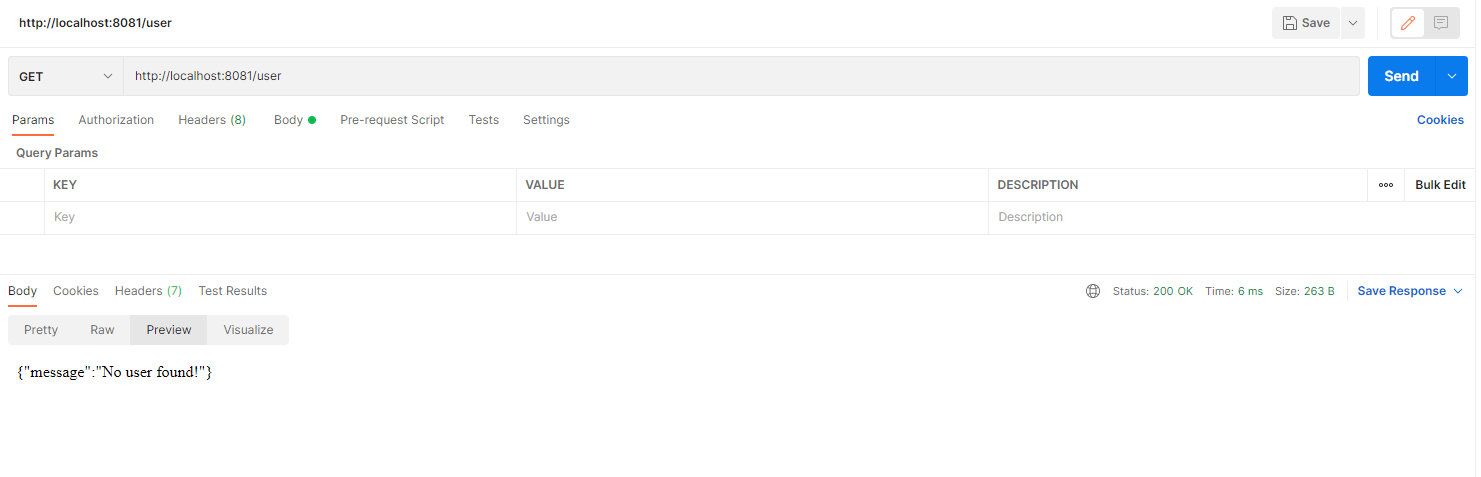 http://localhost:8081/user Save
GET http://localhost:8081/user Send
Params Authorization Headers (8) Body Pre-request Script Tests Settings Cookies
Query Params
KEY VALUE DESCRIPTION Bulk Edit
Key Value Description
Body Cookies Headers (7) Test Results Status: 200 OK Time: 6 ms Size: 263 B Save Response
Pretty Raw Preview Visualize
{"message":"No user found!"}